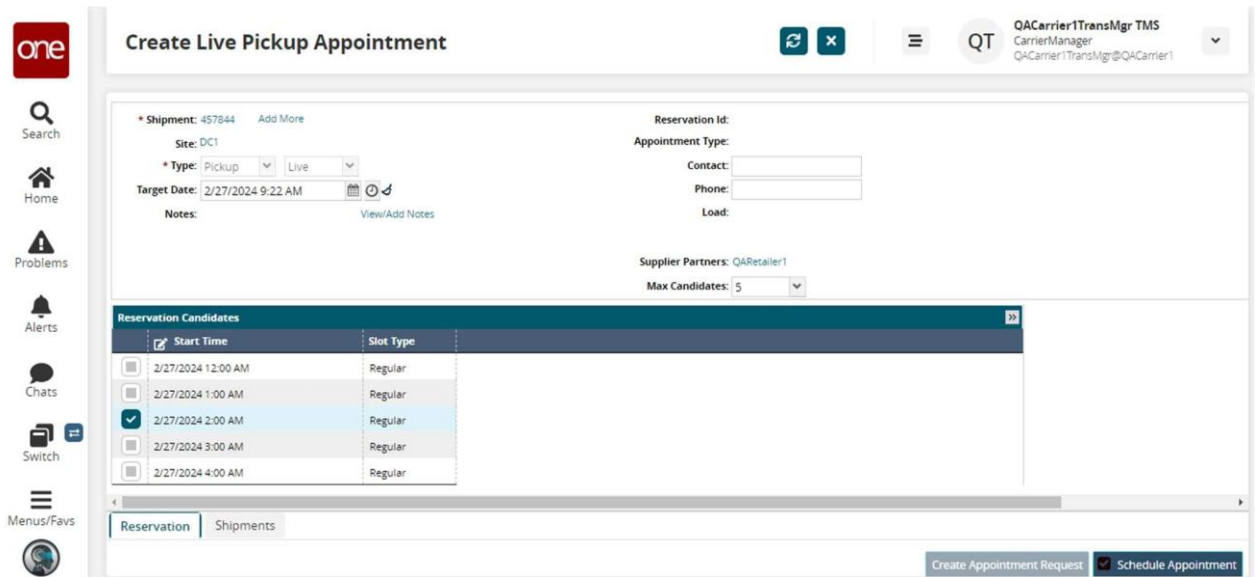 one
Create Live Pickup Appointment
QT
QACarrier1TransMgr TMS
CarrierManager
QACarrier1TransMgr@QACarrier1
Search
Home
Problems
Alerts
Chats
Switch
Menus/Favs
* Shipment: 457844 Add More
Site: DC1
* Type: Pickup Live
Target Date: 2/27/2024 9:22 AM
Notes: View/Add Notes
Reservation Id:
Appointment Type:
Contact:
Phone:
Load:
Supplier Partners: QARetailer1
Max Candidates: 5
Reservation Candidates
Start Time Slot Type
2/27/2024 12:00 AM Regular
2/27/2024 1:00 AM Regular
2/27/2024 2:00 AM Regular
2/27/2024 3:00 AM Regular
2/27/2024 4:00 AM Regular
Reservation Shipments
Create Appointment Request Schedule Appointment